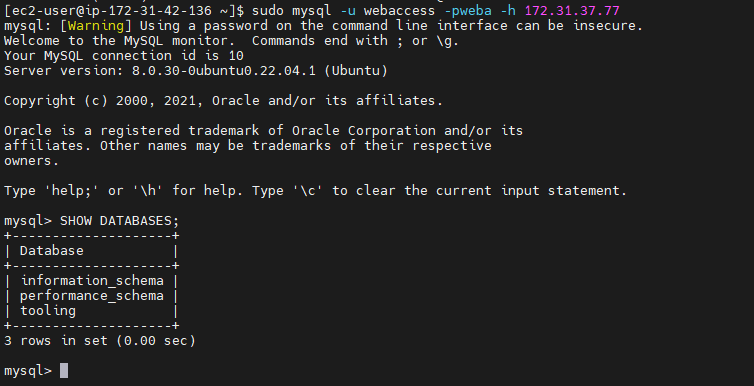 [ec2-user@ip-172-31-42-136 ~]$ sudo mysql -u webaccess -pweba -h 172.31.37.77
mysql: [Warning] Using a password on the command line interface can be insecure.
Welcome to the MySQL monitor.  Commands end with ; or \g.
Your MySQL connection id is 10
Server version: 8.0.30-0ubuntu0.22.04.1 (Ubuntu)

Copyright (c) 2000, 2021, Oracle and/or its affiliates.

Oracle is a registered trademark of Oracle Corporation and/or its
affiliates. Other names may be trademarks of their respective
owners.

Type 'help;' or '\h' for help. Type '\c' to clear the current input statement.

mysql> SHOW DATABASES;
+--------------------+
| Database           |
+--------------------+
| information_schema |
| performance_schema |
| tooling            |
+--------------------+
3 rows in set (0.00 sec)

mysql>